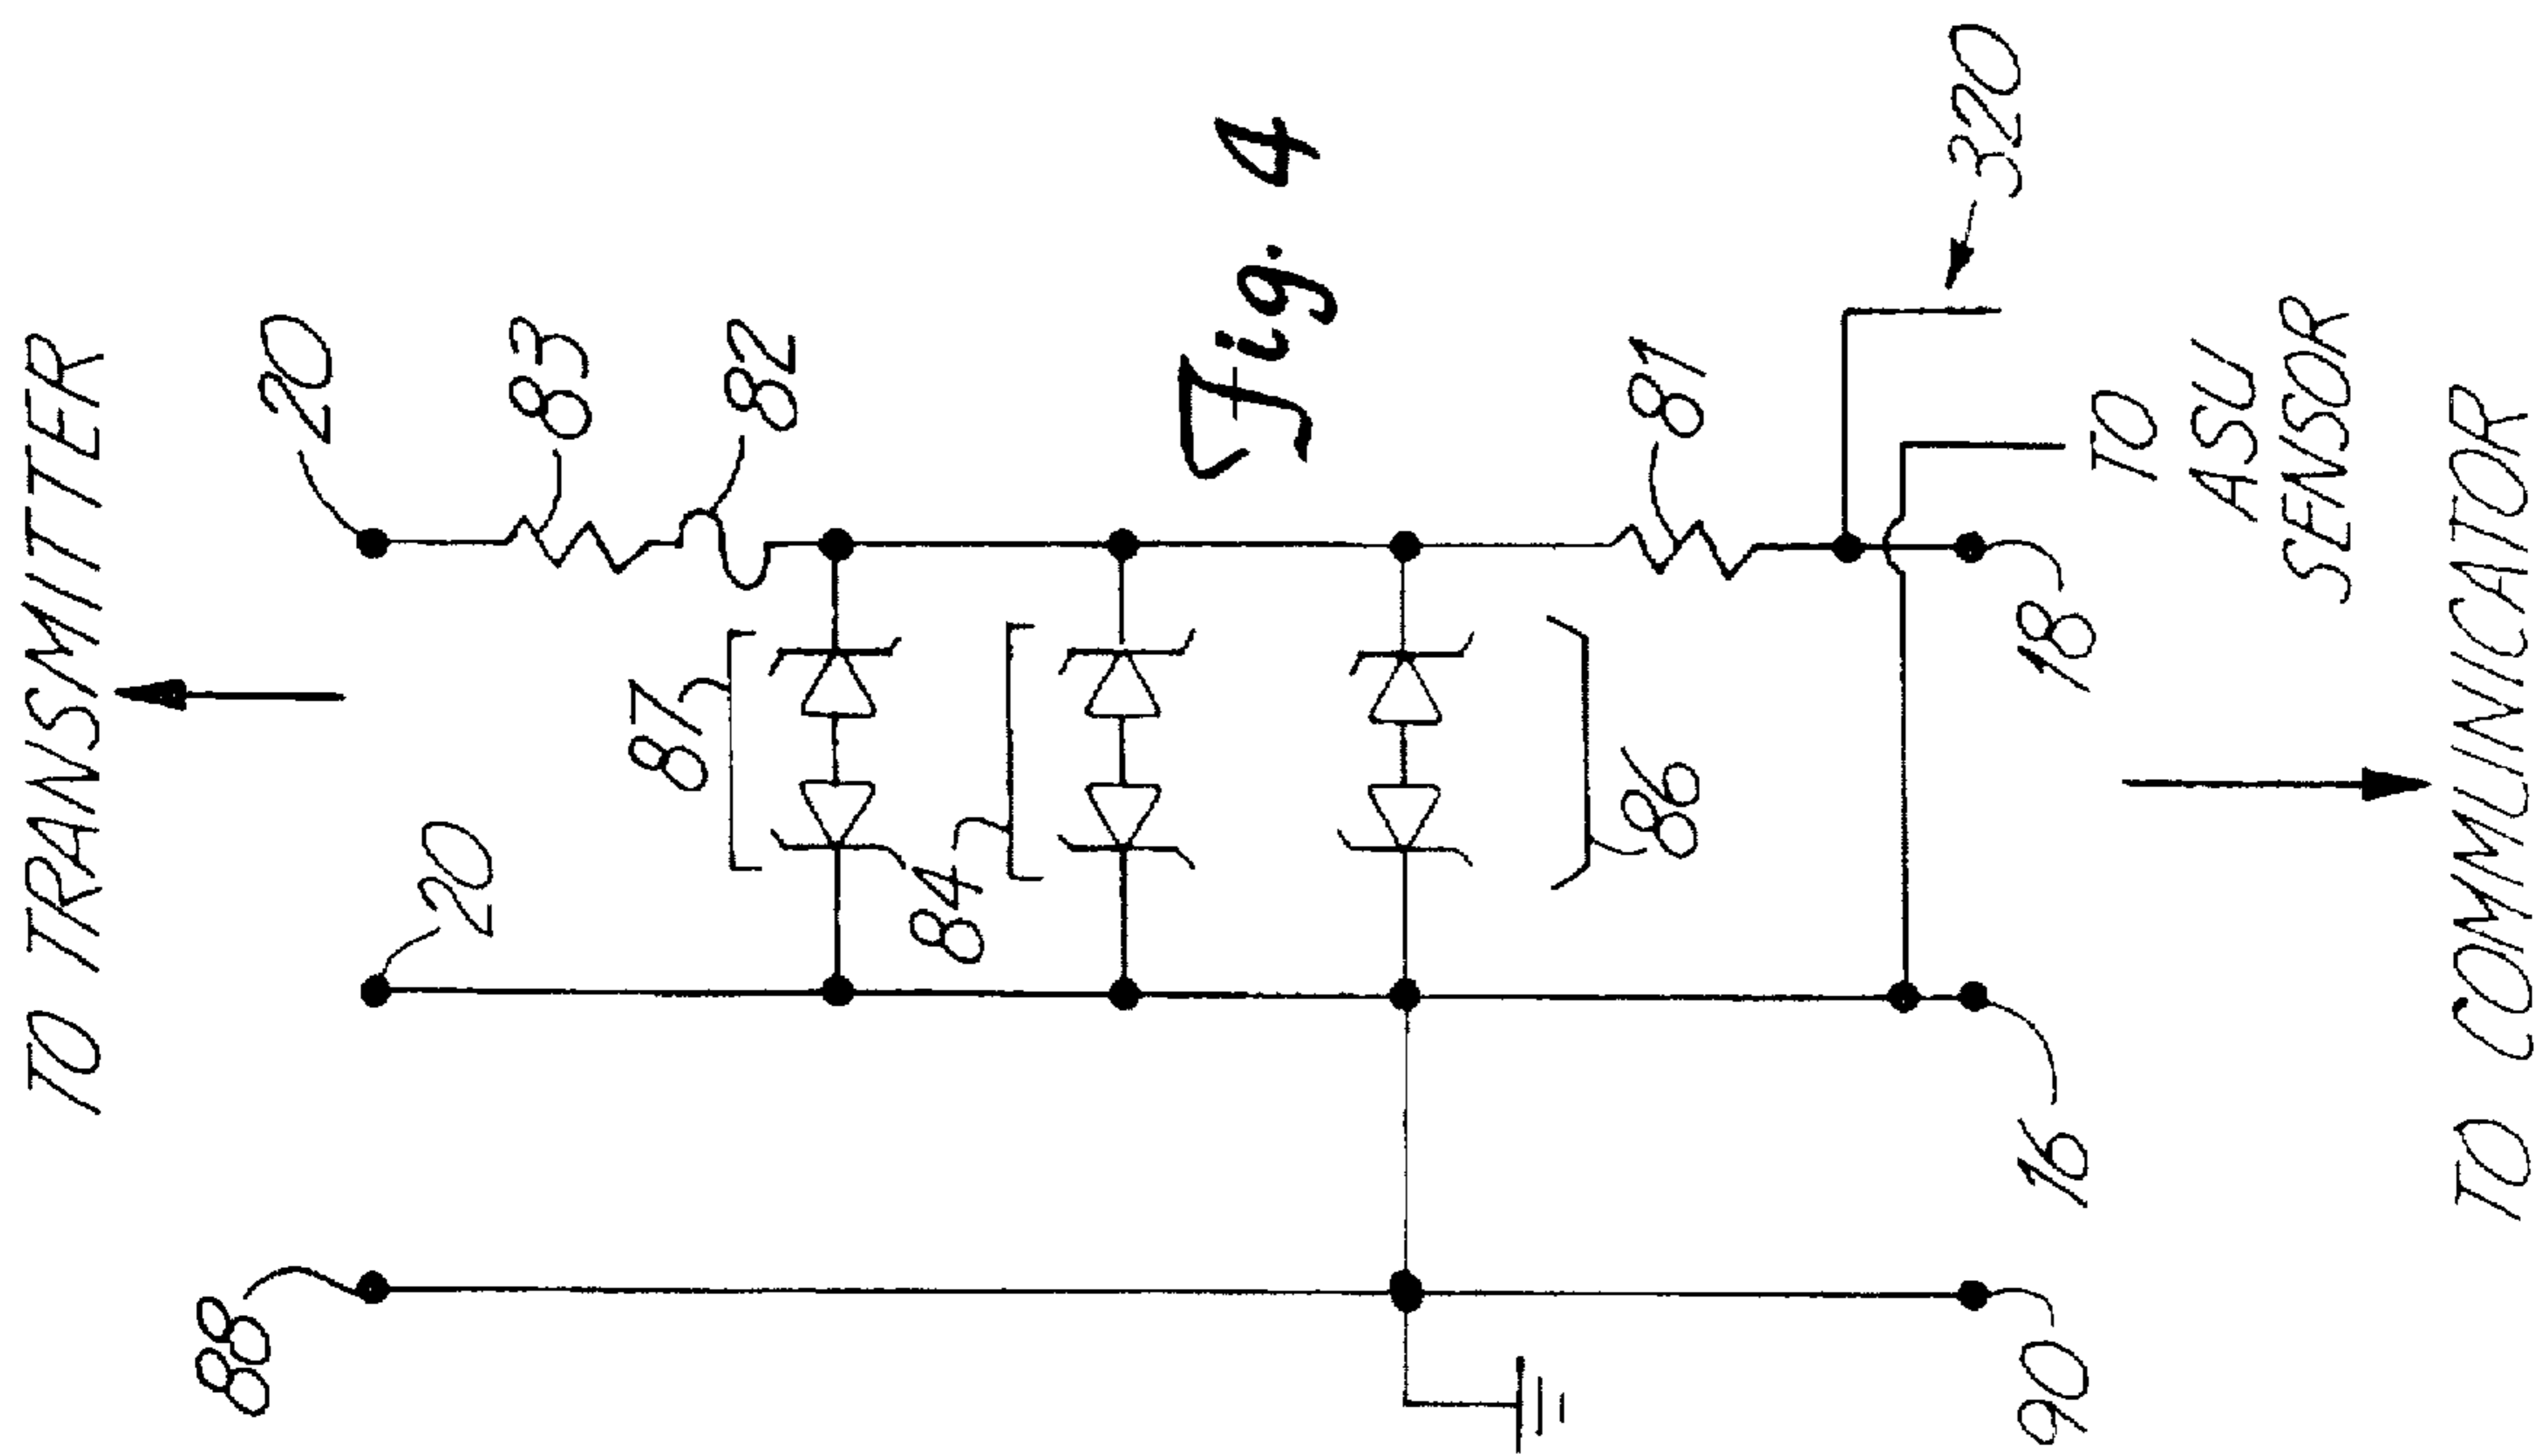 TO TRANSMITTER
88
20
20
83
82
87
84
86
81
Fig. 4
320
TO
ASU
SENSOR
90
16
18
TO COMMUNICATOR